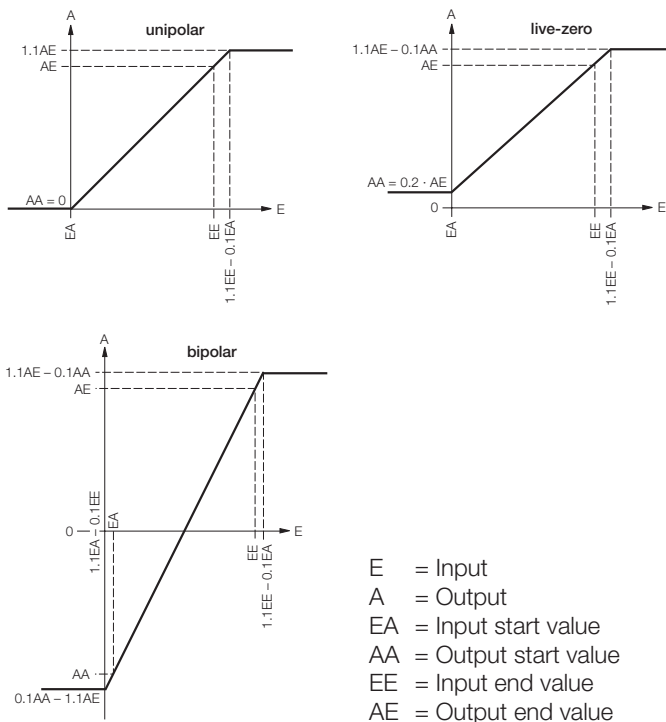 A
unipolar
1.1AE
AE
AA = 0
E
EA
EE
1.1EE – 0.1EA
A
live-zero
1.1AE – 0.1AA
AE
AA = 0.2 · AE
0
E
EA
EE
1.1EE – 0.1EA
A
bipolar
1.1AE – 0.1AA
AE
0
1.1EA – 0.1EE
EA
E
EE
1.1EE – 0.1EA
AA
0.1AA – 1.1AE
E = Input
A = Output
EA = Input start value
AA = Output start value
EE = Input end value
AE = Output end value